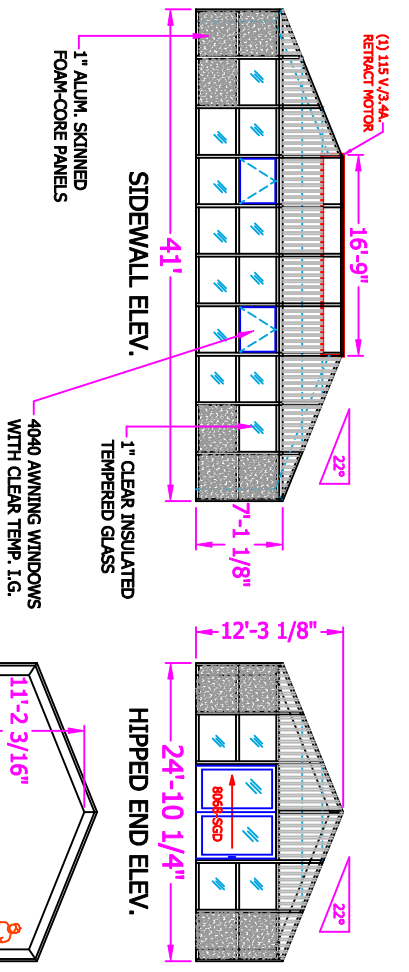 (1) 115 V./3.4A.
RETRACT MOTOR
16'-9"
22°
7'-1 1/8"
41'
SIDEWALL ELEV.
1" ALUM. SKINNED
FOAM-CORE PANELS
1" CLEAR INSULATED
TEMPERED GLASS
4040 AWNING WINDOWS
WITH CLEAR TEMP. I.G.
12'-3 1/8"
22°
8068-SGD
24'-10 1/4"
HIPPED END ELEV.
11'-2 3/16"